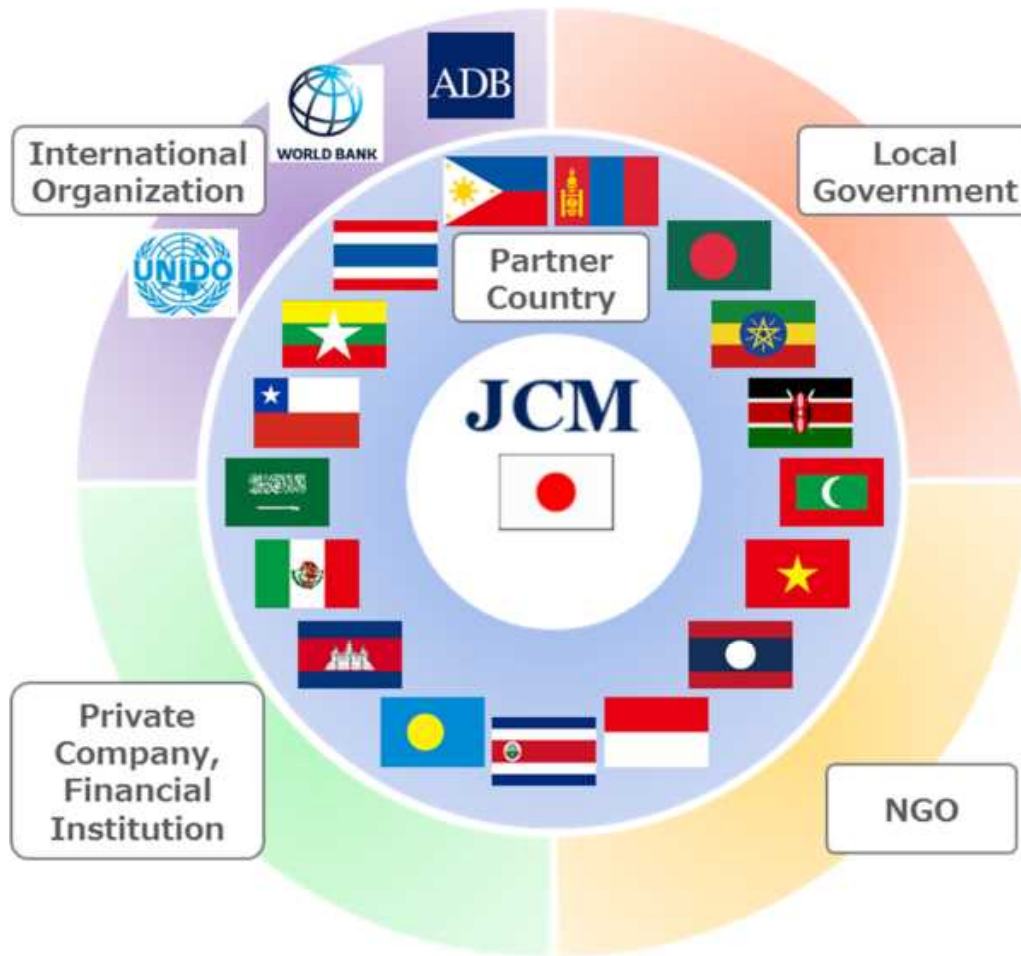 ADB
WORLD BANK
International
Organization
Local
Government
UNIDO
Partner
Country
JCM
Private
Company,
Financial
Institution
NGO